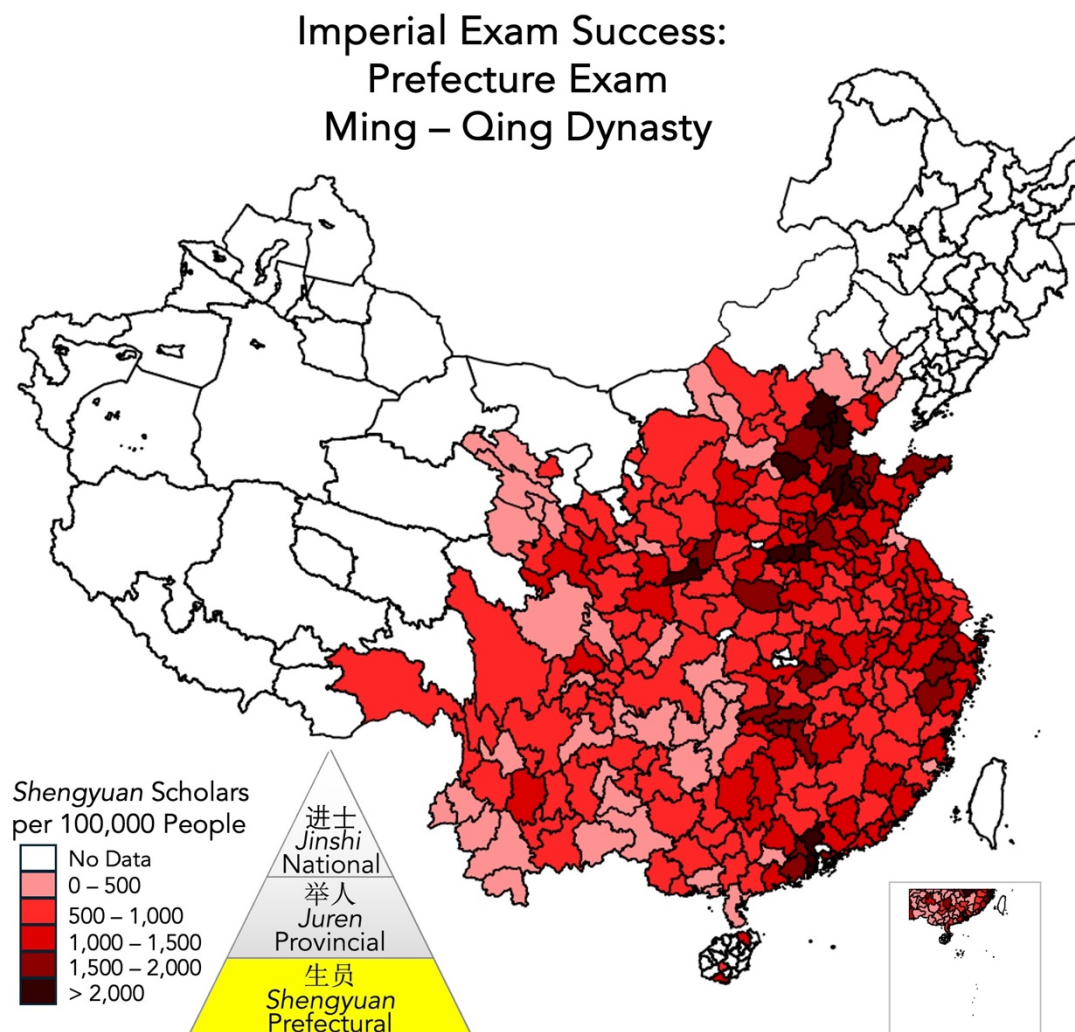 Imperial Exam Success:
Prefecture Exam
Ming – Qing Dynasty
Shengyuan Scholars
per 100,000 People
No Data
0 – 500
500 – 1,000
1,000 – 1,500
1,500 – 2,000
> 2,000
进士
Jinshi
National
举人
Juren
Provincial
生员
Shengyuan
Prefectural